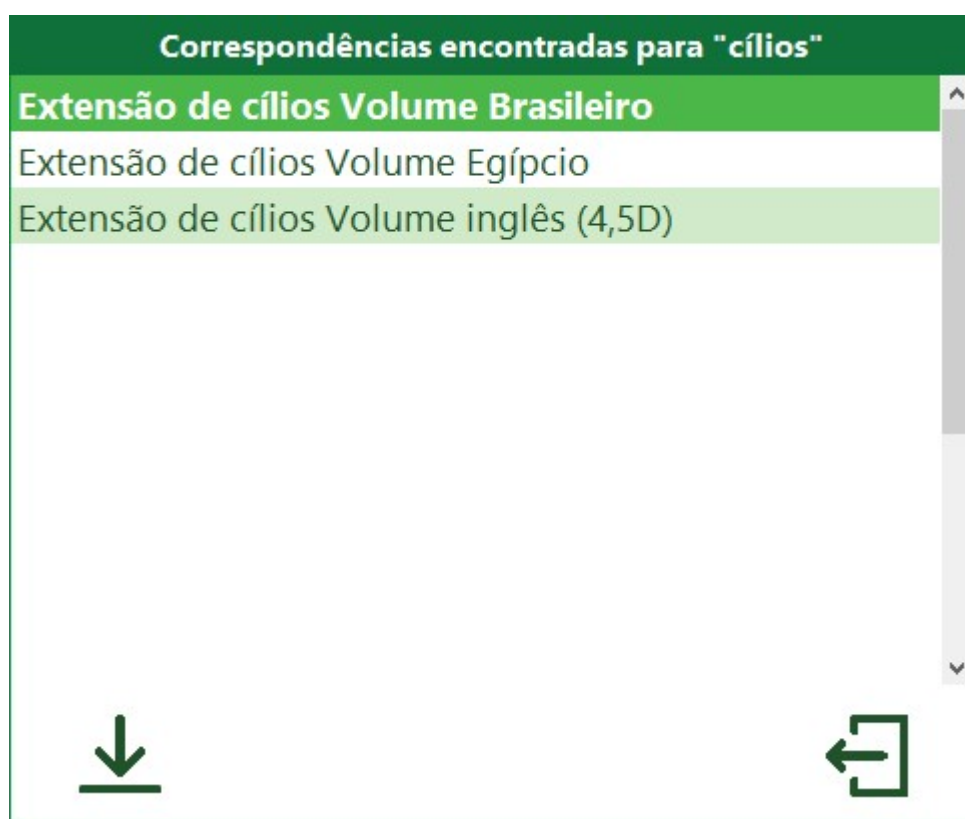 Correspondências encontradas para "cílios"
Extensão de cílios Volume Brasileiro
Extensão de cílios Volume Egípcio
Extensão de cílios Volume inglês (4,5D)